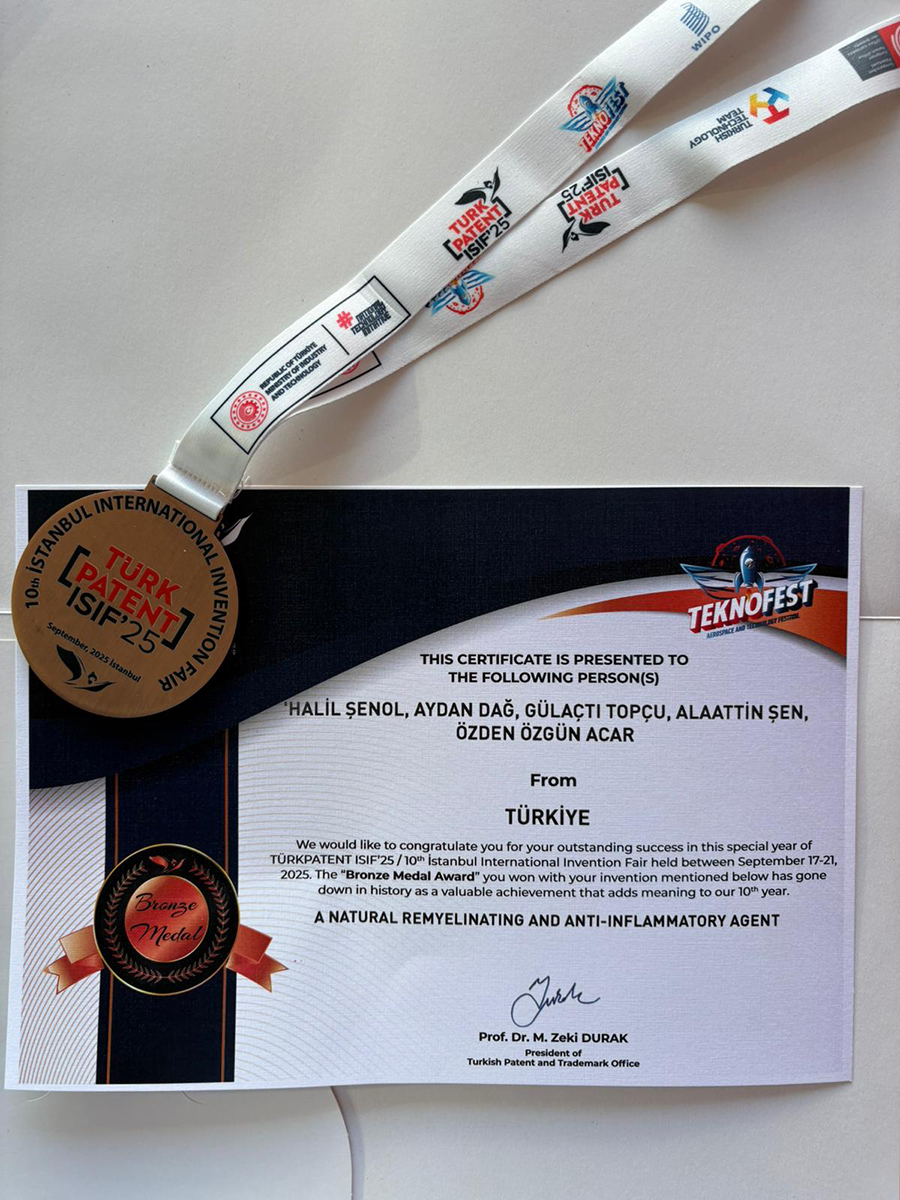 WIPO
TEKNOFEST
TURKISH
TECHNOLOGY
TEAM
TURK
PATENT
ISIF'25
TURK
PATENT
ISIF'25
REPUBLIC OF TÜRKİYE
MINISTRY OF INDUSTRY
AND TECHNOLOGY
10th İSTANBUL INTERNATIONAL INVENTION FAIR
TÜRK
PATENT
ISIF'25
September, 2025 İstanbul
TEKNOFEST
AEROSPACE AND TECHNOLOGY FESTIVAL
THIS CERTIFICATE IS PRESENTED TO
THE FOLLOWING PERSON(S)
'HALİL ŞENOL, AYDAN DAĞ, GÜLAÇTI TOPÇU, ALAATTİN ŞEN,
ÖZDEN ÖZGÜN ACAR
From
TÜRKİYE
We would like to congratulate you for your outstanding success in this special year of
TÜRKPATENT ISIF'25 / 10th İstanbul International Invention Fair held between September 17-21,
2025. The “Bronze Medal Award” you won with your invention mentioned below has gone
down in history as a valuable achievement that adds meaning to our 10th year.
A NATURAL REMYELINATING AND ANTI-INFLAMMATORY AGENT
Bronze
Medal
Prof. Dr. M. Zeki DURAK
President of
Turkish Patent and Trademark Office